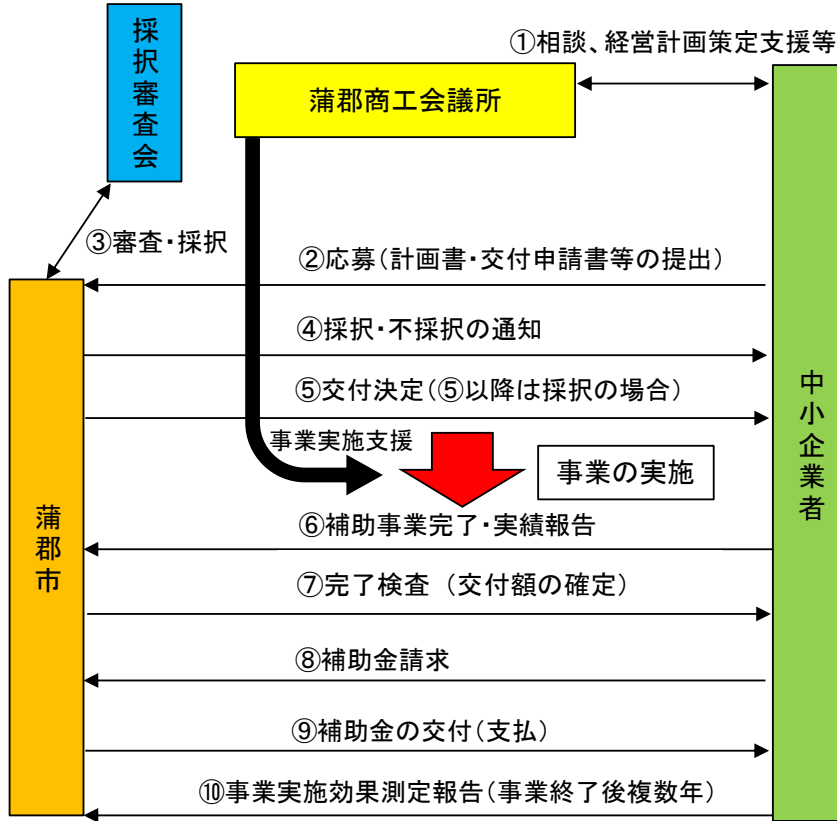 ①相談、経営計画策定支援等
採択審査会
蒲郡商工会議所
③審査・採択
②応募(計画書・交付申請書等の提出)
④採択・不採択の通知
⑤交付決定(⑤以降は採択の場合)
中小企業者
事業実施支援
事業の実施
蒲郡市
⑥補助事業完了・実績報告
⑦完了検査 (交付額の確定)
⑧補助金請求
⑨補助金の交付(支払)
⑩事業実施効果測定報告(事業終了後複数年)